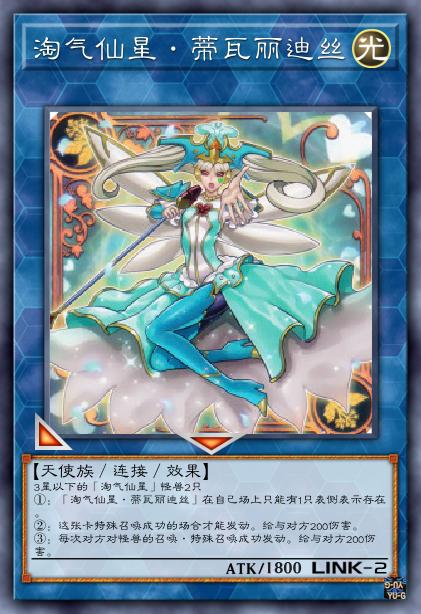 淘气仙星・蒂瓦丽迪丝
光
【天使族／连接／效果】
3星以下的「淘气仙星」怪兽2只
①：「淘气仙星・蒂瓦丽迪丝」在自己场上只能有1只表侧表示存在
。
②：这张卡特殊召唤成功的场合才能发动。给与对方200伤害。
③：每次对方对怪兽的召唤・特殊召唤成功发动。给与对方200伤
害。
ATK/1800 LINK-2